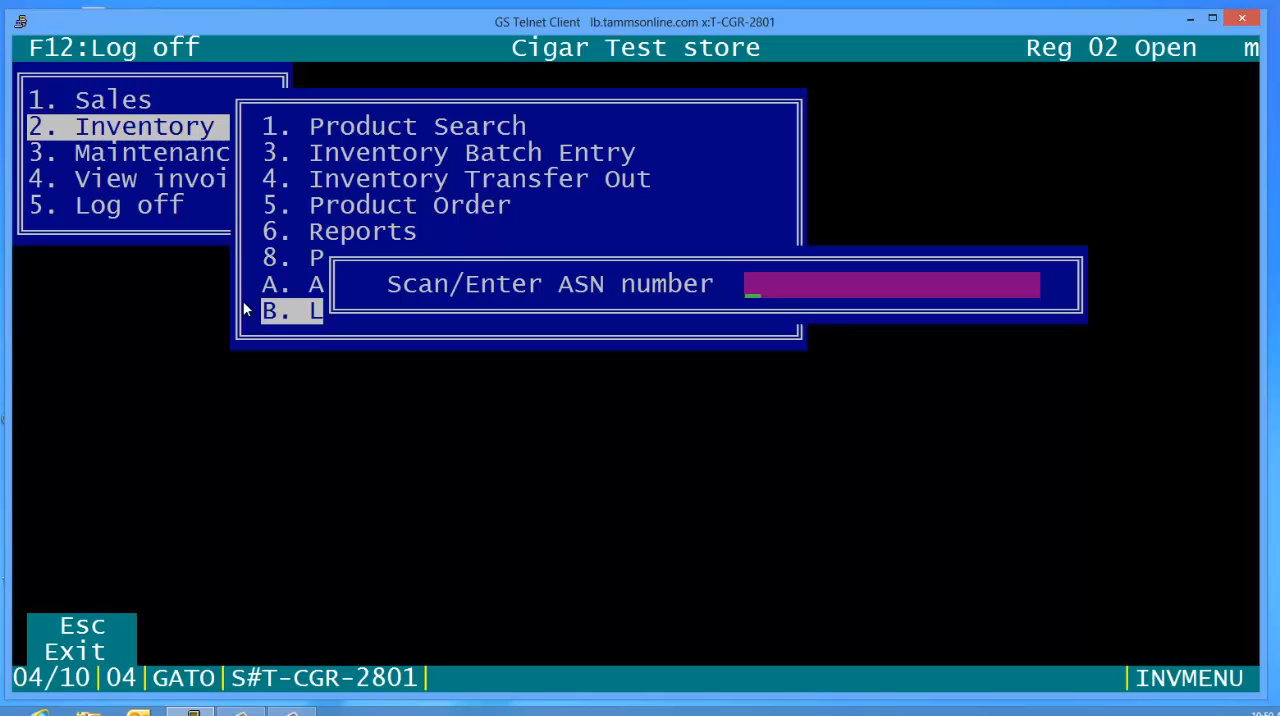 GS Telnet Client lb.tammsonline.com x:T-CGR-2801
F12:Log off Cigar Test store Reg 02 Open m
1. Sales
2. Inventory
3. Maintenanc
4. View invoi
5. Log off
1. Product Search
3. Inventory Batch Entry
4. Inventory Transfer Out
5. Product Order
6. Reports
8. P
A. A
B. L
Scan/Enter ASN number
Esc
Exit
04/10|04|GATO|S#T-CGR-2801| |INVMENU